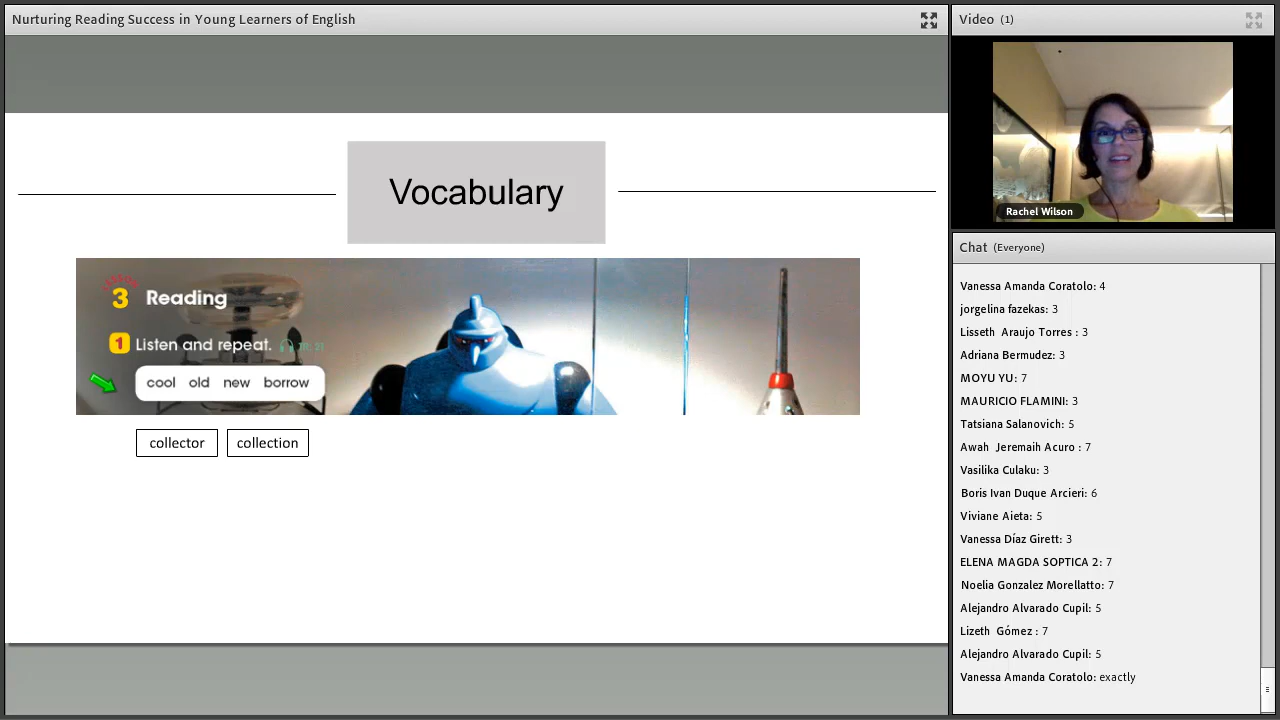 Nurturing Reading Success in Young Learners of English
Vocabulary
LESSON
3 Reading
1 Listen and repeat.
cool old new borrow
collector collection
Video (1)
Rachel Wilson
Chat (Everyone)
Vanessa Amanda Coratolo: 4
jorgelina fazekas: 3
Lisseth Araujo Torres : 3
Adriana Bermudez: 3
MOYU YU: 7
MAURICIO FLAMINI: 3
Tatsiana Salanovich: 5
Awah Jeremaih Acuro : 7
Vasilika Culaku: 3
Boris Ivan Duque Arcieri: 6
Viviane Aieta: 5
Vanessa Díaz Girett: 3
ELENA MAGDA SOPTICA 2: 7
Noelia Gonzalez Morellatto: 7
Alejandro Alvarado Cupil: 5
Lizeth Gómez : 7
Alejandro Alvarado Cupil: 5
Vanessa Amanda Coratolo: exactly